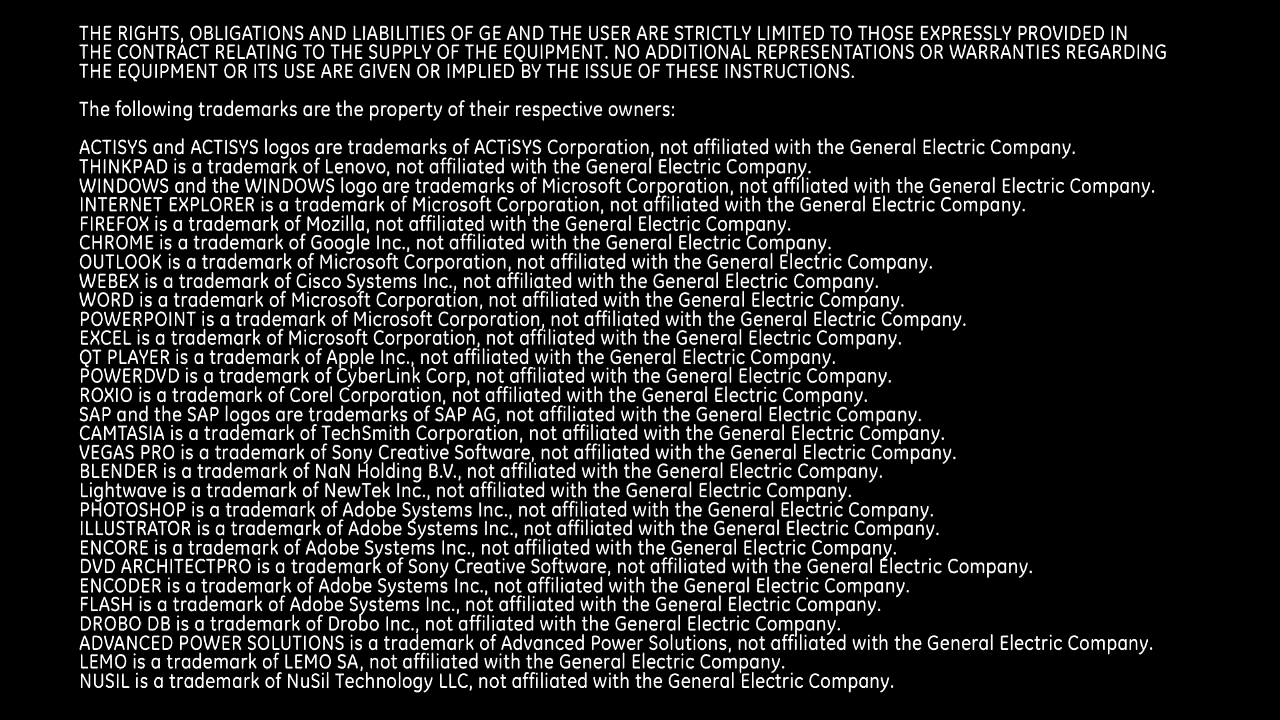 THE RIGHTS, OBLIGATIONS AND LIABILITIES OF GE AND THE USER ARE STRICTLY LIMITED TO THOSE EXPRESSLY PROVIDED IN
THE CONTRACT RELATING TO THE SUPPLY OF THE EQUIPMENT. NO ADDITIONAL REPRESENTATIONS OR WARRANTIES REGARDING
THE EQUIPMENT OR ITS USE ARE GIVEN OR IMPLIED BY THE ISSUE OF THESE INSTRUCTIONS.
The following trademarks are the property of their respective owners:
ACTISYS and ACTISYS logos are trademarks of ACTiSYS Corporation, not affiliated with the General Electric Company.
THINKPAD is a trademark of Lenovo, not affiliated with the General Electric Company.
WINDOWS and the WINDOWS logo are trademarks of Microsoft Corporation, not affiliated with the General Electric Company.
INTERNET EXPLORER is a trademark of Microsoft Corporation, not affiliated with the General Electric Company.
FIREFOX is a trademark of Mozilla, not affiliated with the General Electric Company.
CHROME is a trademark of Google Inc., not affiliated with the General Electric Company.
OUTLOOK is a trademark of Microsoft Corporation, not affiliated with the General Electric Company.
WEBEX is a trademark of Cisco Systems Inc., not affiliated with the General Electric Company.
WORD is a trademark of Microsoft Corporation, not affiliated with the General Electric Company.
POWERPOINT is a trademark of Microsoft Corporation, not affiliated with the General Electric Company.
EXCEL is a trademark of Microsoft Corporation, not affiliated with the General Electric Company.
QT PLAYER is a trademark of Apple Inc., not affiliated with the General Electric Company.
POWERDVD is a trademark of CyberLink Corp, not affiliated with the General Electric Company.
ROXIO is a trademark of Corel Corporation, not affiliated with the General Electric Company.
SAP and the SAP logos are trademarks of SAP AG, not affiliated with the General Electric Company.
CAMTASIA is a trademark of TechSmith Corporation, not affiliated with the General Electric Company.
VEGAS PRO is a trademark of Sony Creative Software, not affiliated with the General Electric Company.
BLENDER is a trademark of NaN Holding B.V., not affiliated with the General Electric Company.
Lightwave is a trademark of NewTek Inc., not affiliated with the General Electric Company.
PHOTOSHOP is a trademark of Adobe Systems Inc., not affiliated with the General Electric Company.
ILLUSTRATOR is a trademark of Adobe Systems Inc., not affiliated with the General Electric Company.
ENCORE is a trademark of Adobe Systems Inc., not affiliated with the General Electric Company.
DVD ARCHITECTPRO is a trademark of Sony Creative Software, not affiliated with the General Electric Company.
ENCODER is a trademark of Adobe Systems Inc., not affiliated with the General Electric Company.
FLASH is a trademark of Adobe Systems Inc., not affiliated with the General Electric Company.
DROBO DB is a trademark of Drobo Inc., not affiliated with the General Electric Company.
ADVANCED POWER SOLUTIONS is a trademark of Advanced Power Solutions, not affiliated with the General Electric Company.
LEMO is a trademark of LEMO SA, not affiliated with the General Electric Company.
NUSIL is a trademark of NuSil Technology LLC, not affiliated with the General Electric Company.